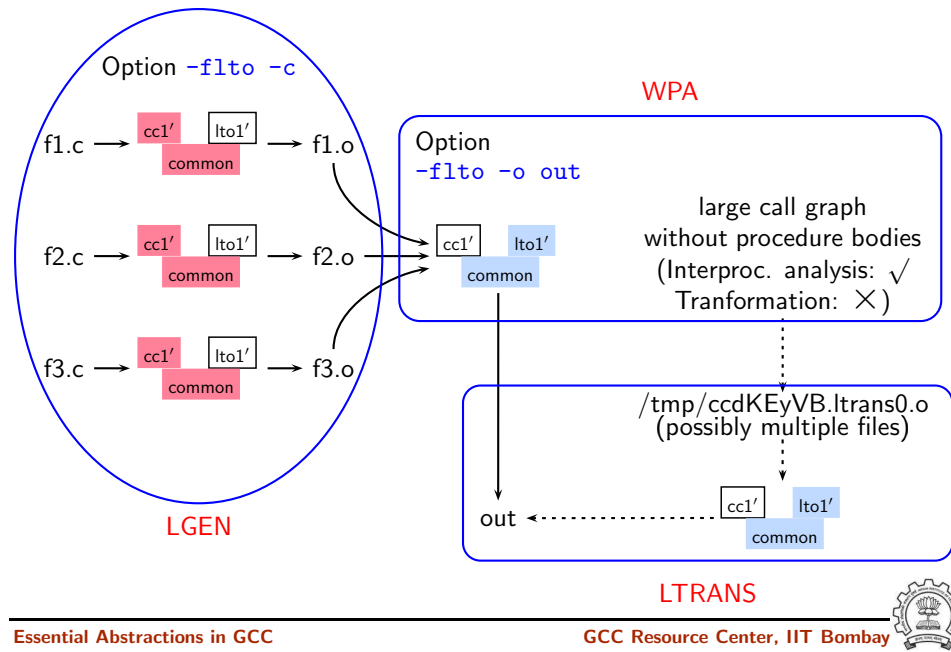 Option -flto -c
f1.c
cc1′
lto1′
common
f1.o
f2.c
cc1′
lto1′
common
f2.o
f3.c
cc1′
lto1′
common
f3.o
LGEN
WPA
Option
-flto -o out
cc1′
lto1′
common
large call graph
without procedure bodies
(Interproc. analysis: √
Tranformation: ×)
/tmp/ccdKEyVB.ltrans0.o
(possibly multiple files)
cc1′
lto1′
common
out
LTRANS
Essential Abstractions in GCC
GCC Resource Center, IIT Bombay